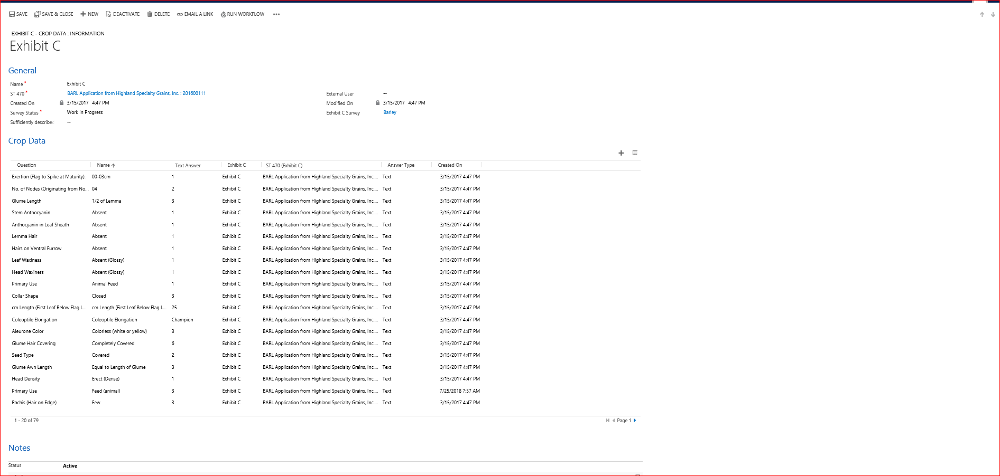 SAVE SAVE & CLOSE NEW DEACTIVATE DELETE EMAIL A LINK RUN WORKFLOW •••
EXHIBIT C - CROP DATA : INFORMATION
Exhibit C
General
Name* Exhibit C
ST 470* BARL Application from Highland Specialty Grains, Inc. : 201600111 External User --
Created On 3/15/2017 4:47 PM Modified On 3/15/2017 4:47 PM
Survey Status* Work in Progress Exhibit C Survey Barley
Sufficiently described --
Crop Data
Question Name Text Answer Exhibit C ST 470 (Exhibit C) Answer Type Created On
Exertion (Flag to Spike at Maturity): 00-03cm 1 Exhibit C BARL Application from Highland Specialty Grains, Inc.... Text 3/15/2017 4:47 PM
No. of Nodes (Originating from No... 04 2 Exhibit C BARL Application from Highland Specialty Grains, Inc.... Text 3/15/2017 4:47 PM
Glume Length 1/2 of Lemma 3 Exhibit C BARL Application from Highland Specialty Grains, Inc.... Text 3/15/2017 4:47 PM
Stem Anthocyanin Absent 1 Exhibit C BARL Application from Highland Specialty Grains, Inc.... Text 3/15/2017 4:47 PM
Anthocyanin in Leaf Sheath Absent 1 Exhibit C BARL Application from Highland Specialty Grains, Inc.... Text 3/15/2017 4:47 PM
Lemma Hair Absent 1 Exhibit C BARL Application from Highland Specialty Grains, Inc.... Text 3/15/2017 4:47 PM
Hairs on Ventral Furrow Absent 1 Exhibit C BARL Application from Highland Specialty Grains, Inc.... Text 3/15/2017 4:47 PM
Leaf Waxiness Absent (Glossy) 1 Exhibit C BARL Application from Highland Specialty Grains, Inc.... Text 3/15/2017 4:47 PM
Head Waxiness Absent (Glossy) 1 Exhibit C BARL Application from Highland Specialty Grains, Inc.... Text 3/15/2017 4:47 PM
Primary Use Animal Feed 1 Exhibit C BARL Application from Highland Specialty Grains, Inc.... Text 3/15/2017 4:47 PM
Collar Shape Closed 3 Exhibit C BARL Application from Highland Specialty Grains, Inc.... Text 3/15/2017 4:47 PM
cm Length (First Leaf Below Flag L... cm Length (First Leaf Below Flag L... 25 Exhibit C BARL Application from Highland Specialty Grains, Inc.... Text 3/15/2017 4:47 PM
Coleoptile Elongation Coleoptile Elongation Champion Exhibit C BARL Application from Highland Specialty Grains, Inc.... Text 3/15/2017 4:47 PM
Aleurone Color Colorless (white or yellow) 3 Exhibit C BARL Application from Highland Specialty Grains, Inc.... Text 3/15/2017 4:47 PM
Glume Hair Covering Completely Covered 6 Exhibit C BARL Application from Highland Specialty Grains, Inc.... Text 3/15/2017 4:47 PM
Seed Type Covered 2 Exhibit C BARL Application from Highland Specialty Grains, Inc.... Text 3/15/2017 4:47 PM
Glume Awn Length Equal to Length of Glume 3 Exhibit C BARL Application from Highland Specialty Grains, Inc.... Text 3/15/2017 4:47 PM
Head Density Erect (Dense) 1 Exhibit C BARL Application from Highland Specialty Grains, Inc.... Text 3/15/2017 4:47 PM
Primary Use Feed (animal) 3 Exhibit C BARL Application from Highland Specialty Grains, Inc.... Text 7/25/2018 7:57 AM
Rachis (Hair on Edge) Few 3 Exhibit C BARL Application from Highland Specialty Grains, Inc.... Text 3/15/2017 4:47 PM
1 - 20 of 79 Page 1
Notes
Status Active